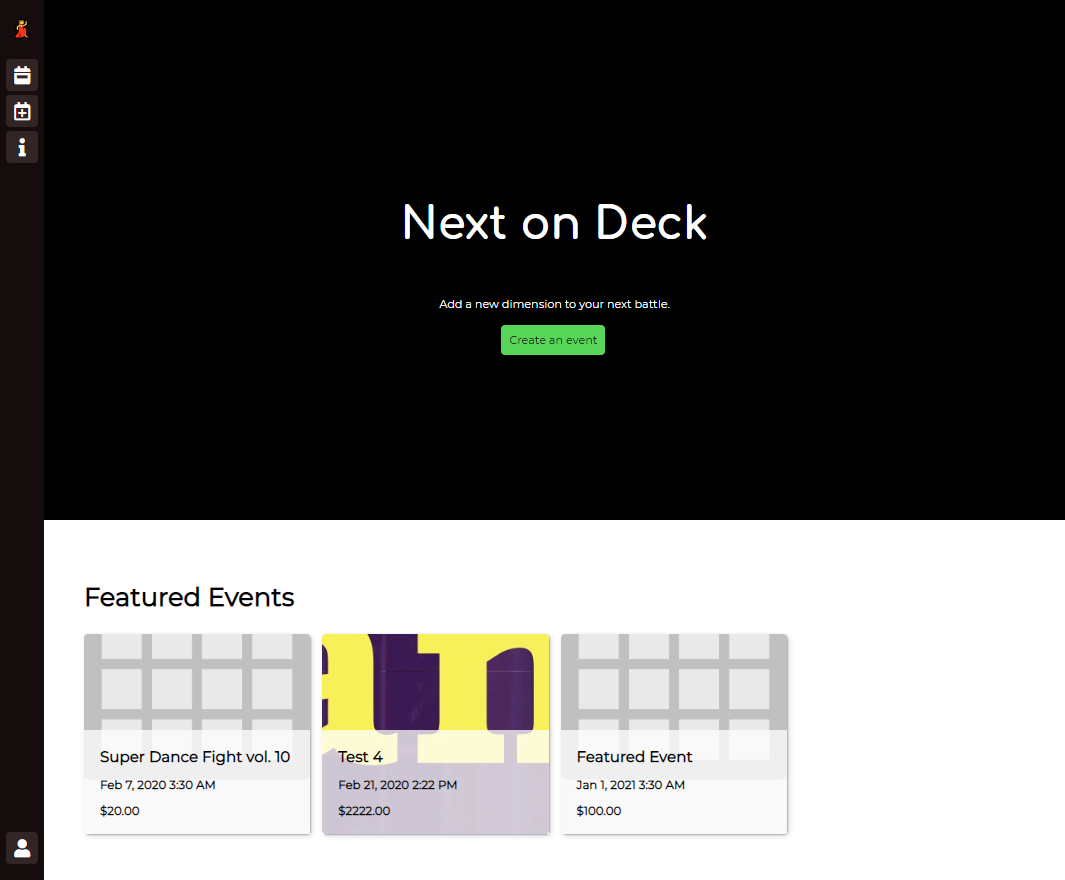 Next on Deck
Add a new dimension to your next battle.
Create an event
Featured Events
Super Dance Fight vol. 10
Feb 7, 2020 3:30 AM
$20.00
Test 4
Feb 21, 2020 2:22 PM
$2222.00
Featured Event
Jan 1, 2021 3:30 AM
$100.00